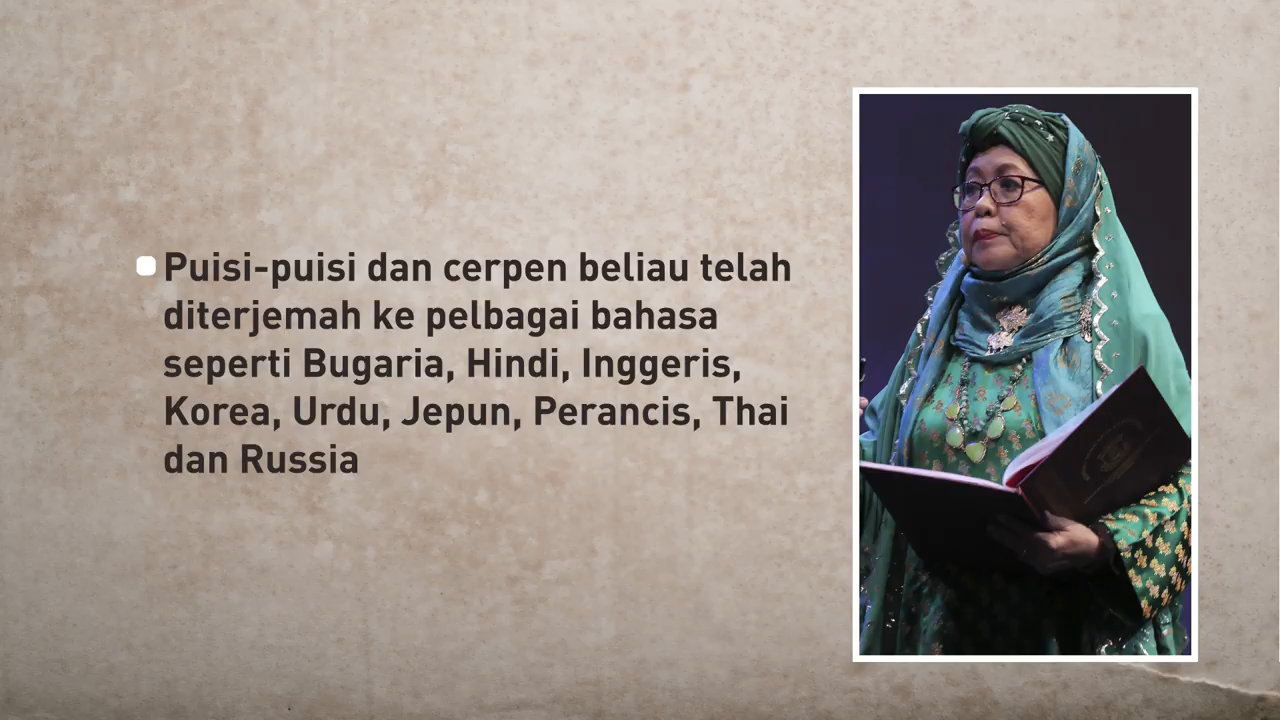 Puisi-puisi dan cerpen beliau telah
diterjemah ke pelbagai bahasa
seperti Bugaria, Hindi, Inggeris,
Korea, Urdu, Jepun, Perancis, Thai
dan Russia